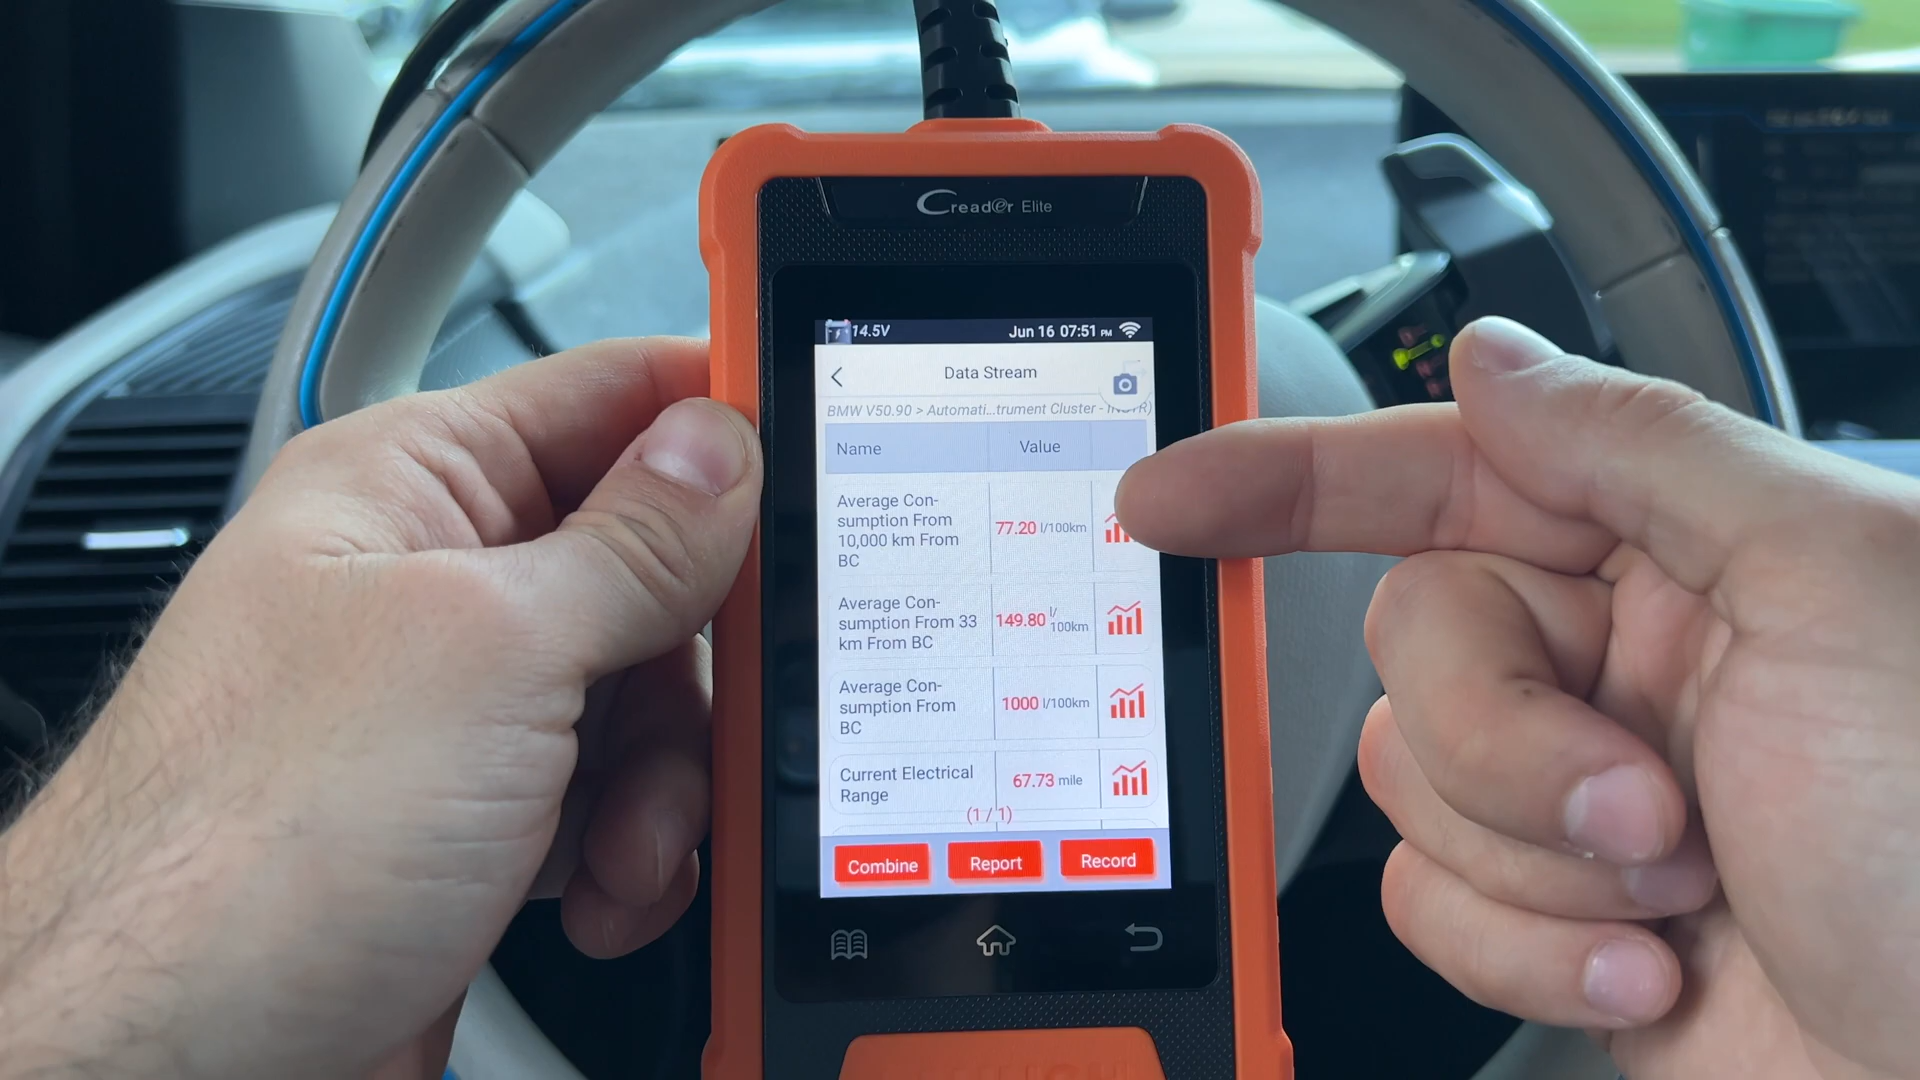 Creader Elite
14.5V
Jun 16 07:51 PM
Data Stream
BMW V50.90 > Automati...trument Cluster - INSTR)
Name
Value
Average Con-
sumption From
10,000 km From
BC
77.20 l/100km
Average Con-
sumption From 33
km From BC
149.80 l/
100km
Average Con-
sumption From
BC
1000 l/100km
Current Electrical
Range
67.73 mile
(1 / 1)
Combine
Report
Record